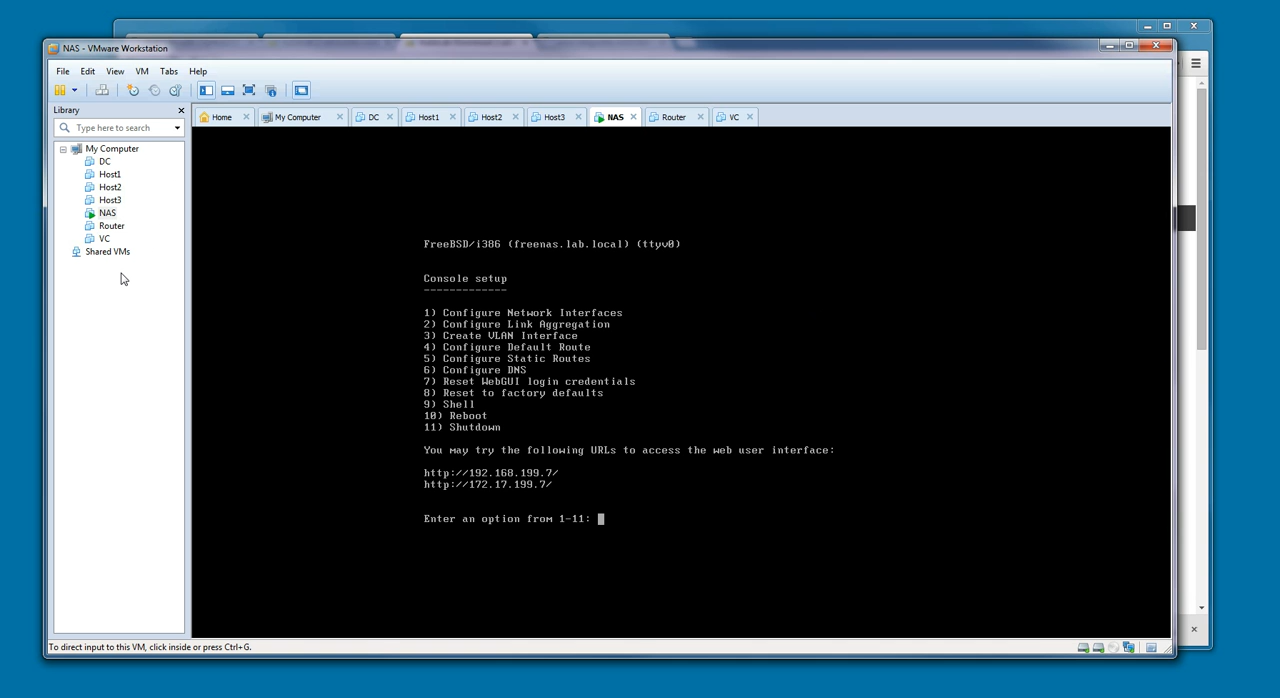 NAS - VMware Workstation
File Edit View VM Tabs Help
Library
Type here to search
My Computer
DC
Host1
Host2
Host3
NAS
Router
VC
Shared VMs
Home My Computer DC Host1 Host2 Host3 NAS Router VC
FreeBSD/i386 (freenas.lab.local) (ttyv0)
Console setup
-------------
1) Configure Network Interfaces
2) Configure Link Aggregation
3) Create VLAN Interface
4) Configure Default Route
5) Configure Static Routes
6) Configure DNS
7) Reset WebGUI login credentials
8) Reset to factory defaults
9) Shell
10) Reboot
11) Shutdown
You may try the following URLs to access the web user interface:
http://192.168.199.7/
http://172.17.199.7/
Enter an option from 1-11:
To direct input to this VM, click inside or press Ctrl+G.